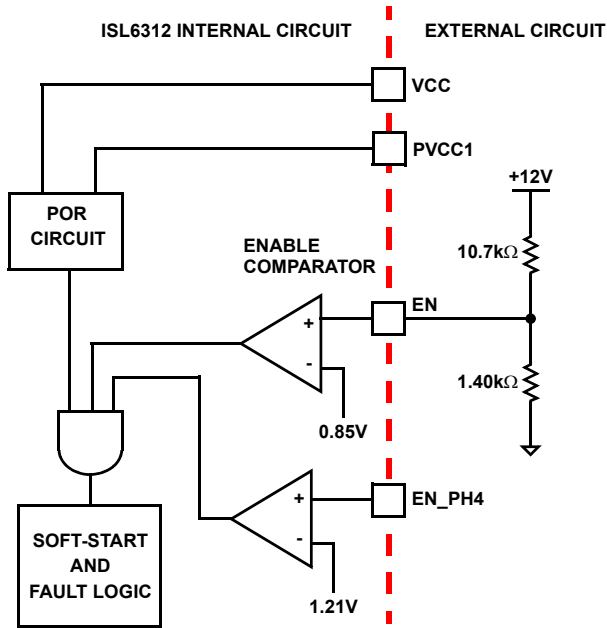 ISL6312 INTERNAL CIRCUIT
EXTERNAL CIRCUIT
VCC
PVCC1
+12V
POR
CIRCUIT
10.7kΩ
ENABLE
COMPARATOR
EN
+
-
1.40kΩ
0.85V
EN_PH4
+
-
SOFT-START
AND
FAULT LOGIC
1.21V